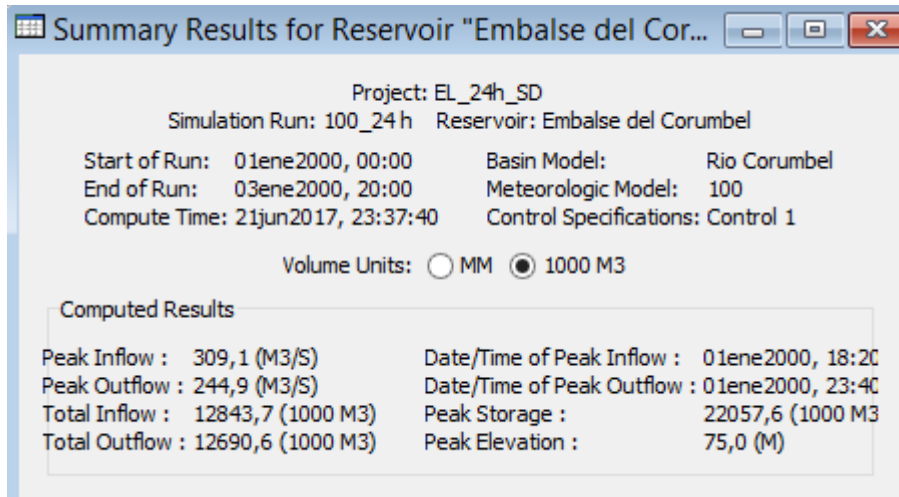 Summary Results for Reservoir "Embalse del Cor...
Project: EL_24h_SD
Simulation Run: 100_24 h Reservoir: Embalse del Corumbel
Start of Run: 01ene2000, 00:00 Basin Model: Rio Corumbel
End of Run: 03ene2000, 20:00 Meteorologic Model: 100
Compute Time: 21jun2017, 23:37:40 Control Specifications: Control 1
Volume Units: MM 1000 M3
Computed Results
Peak Inflow : 309,1 (M3/S) Date/Time of Peak Inflow : 01ene2000, 18:20
Peak Outflow : 244,9 (M3/S) Date/Time of Peak Outflow : 01ene2000, 23:40
Total Inflow : 12843,7 (1000 M3) Peak Storage : 22057,6 (1000 M3
Total Outflow : 12690,6 (1000 M3) Peak Elevation : 75,0 (M)